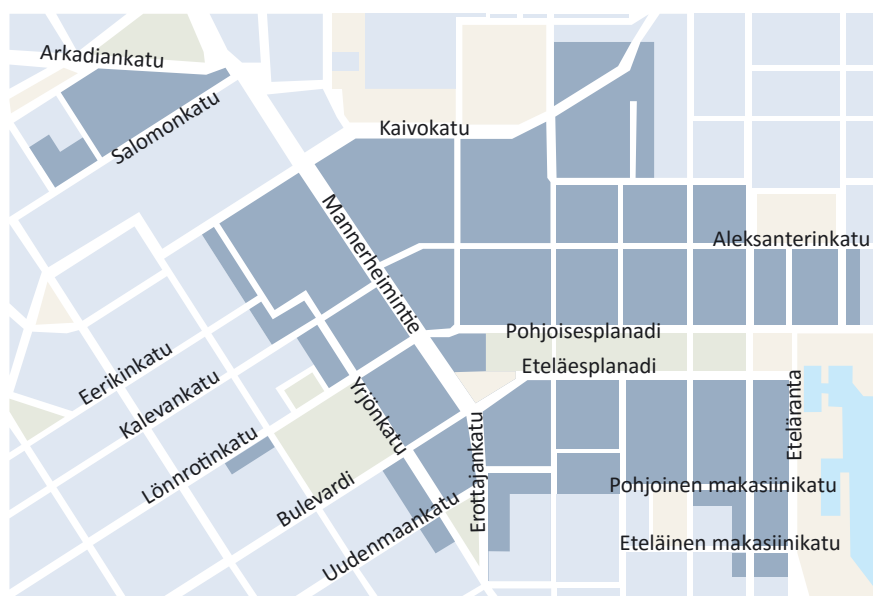 Arkadiankatu
Salomonkatu
Kaivokatu
Mannerheimintie
Aleksanterinkatu
Pohjoisesplanadi
Eteläesplanadi
Eerikinkatu
Kalevankatu
Yrjönkatu
Eteläranta
Lönnrotinkatu
Erottajankatu
Bulevardi
Pohjoinen makasiinikatu
Uudenmaankatu
Eteläinen makasiinikatu